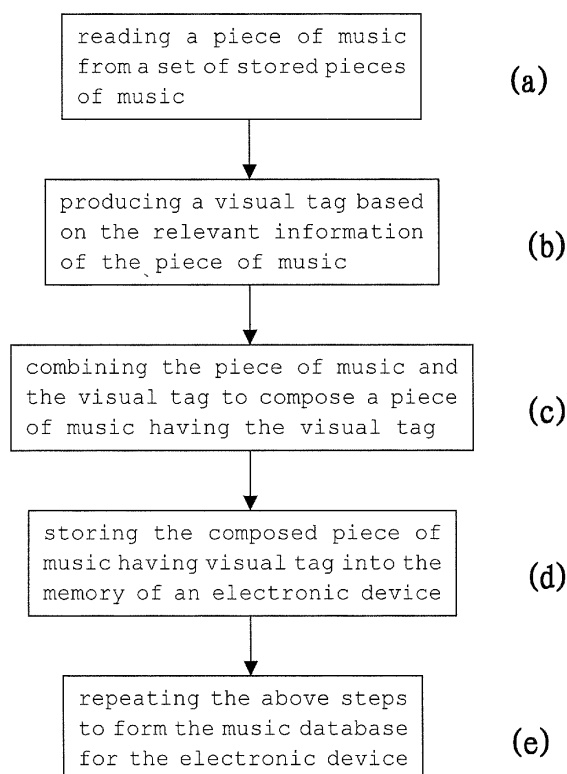 reading a piece of music
from a set of stored pieces
of music
(a)
producing a visual tag based
on the relevant information
of the piece of music
(b)
combining the piece of music and
the visual tag to compose a piece
of music having the visual tag
(c)
storing the composed piece of
music having visual tag into the
memory of an electronic device
(d)
repeating the above steps
to form the music database
for the electronic device
(e)